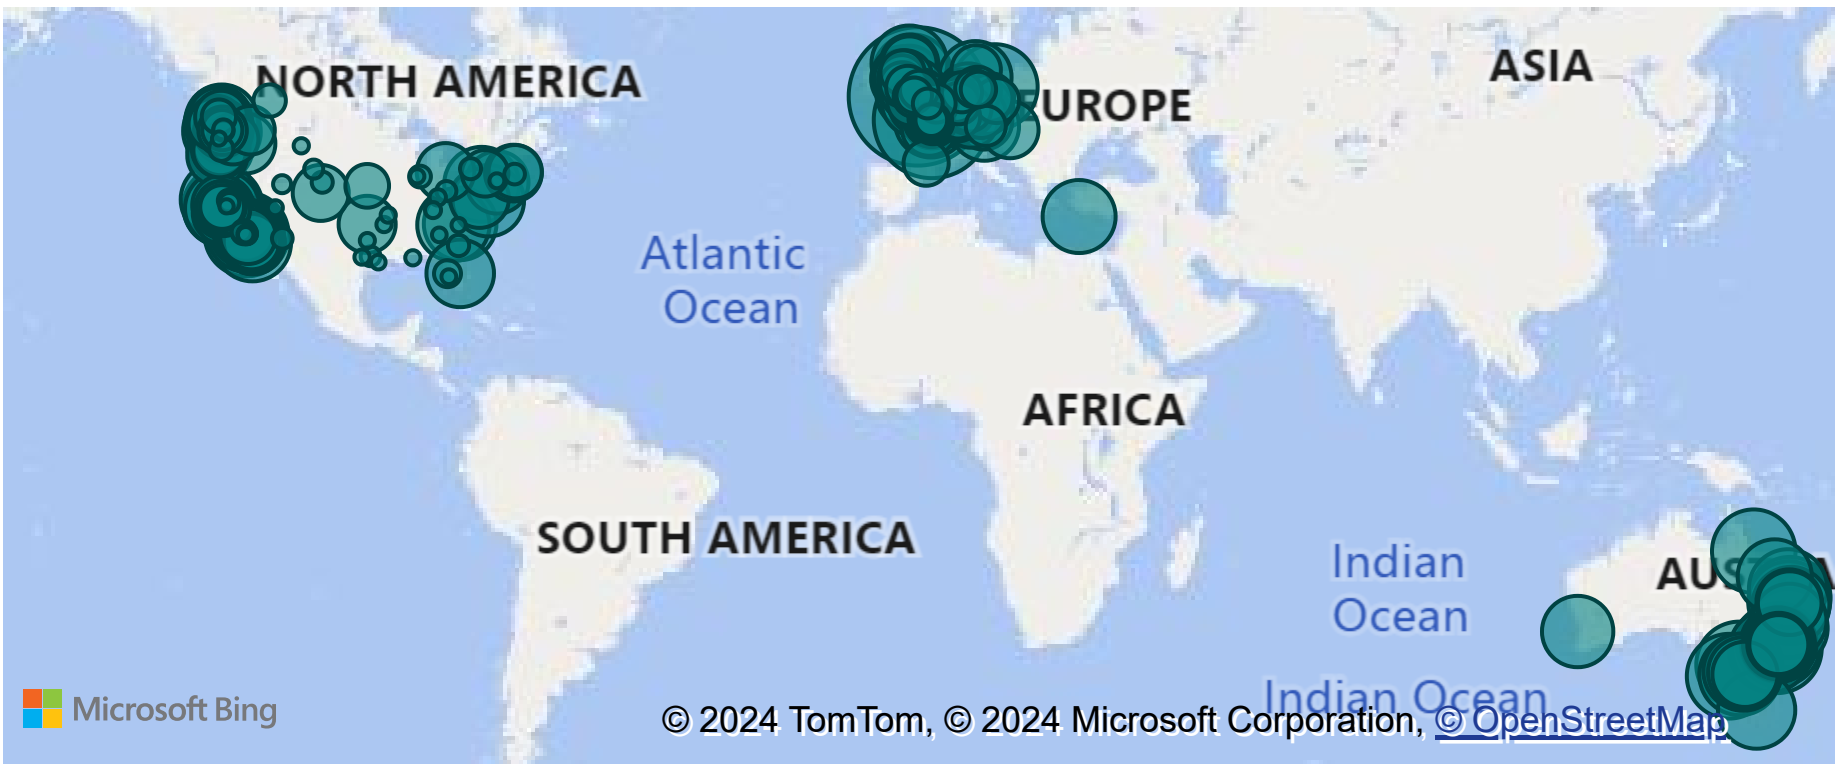 NORTH AMERICA
ASIA
EUROPE
Atlantic
Ocean
AFRICA
SOUTH AMERICA
Indian
Ocean
Indian Ocean
Microsoft Bing
© 2024 TomTom, © 2024 Microsoft Corporation, © OpenStreetMap